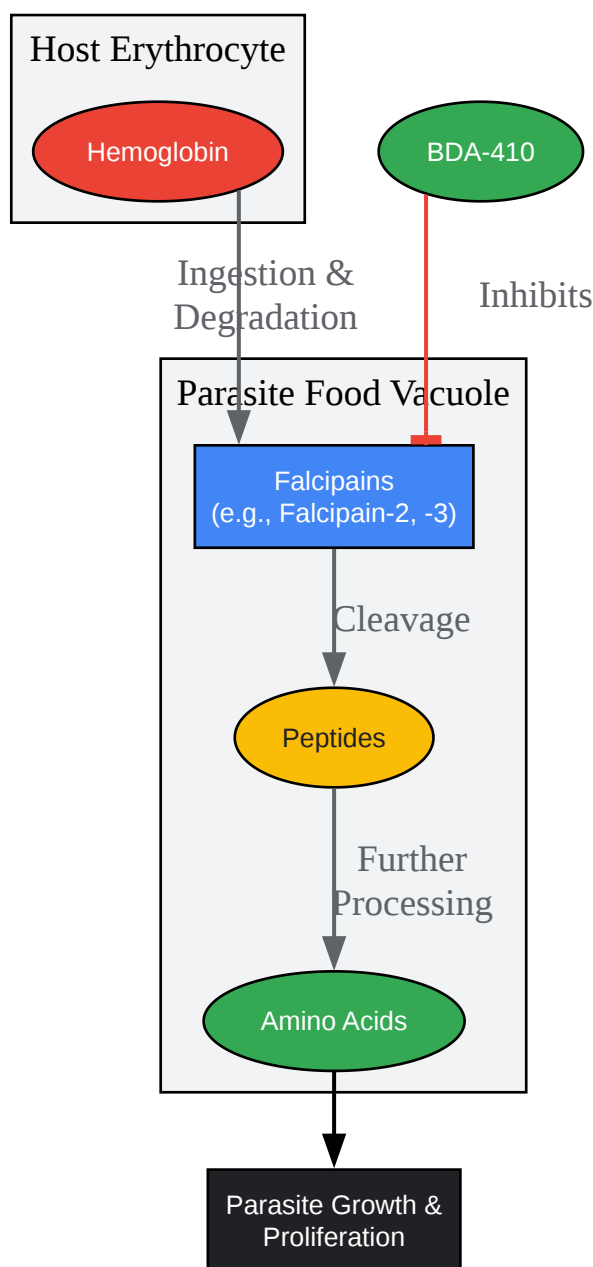 Host Erythrocyte
Hemoglobin
BDA-410
Ingestion &
Degradation
Inhibits
Parasite Food Vacuole
Falcipains
(e.g., Falcipain-2, -3)
Cleavage
Peptides
Further
Processing
Amino Acids
Parasite Growth &
Proliferation